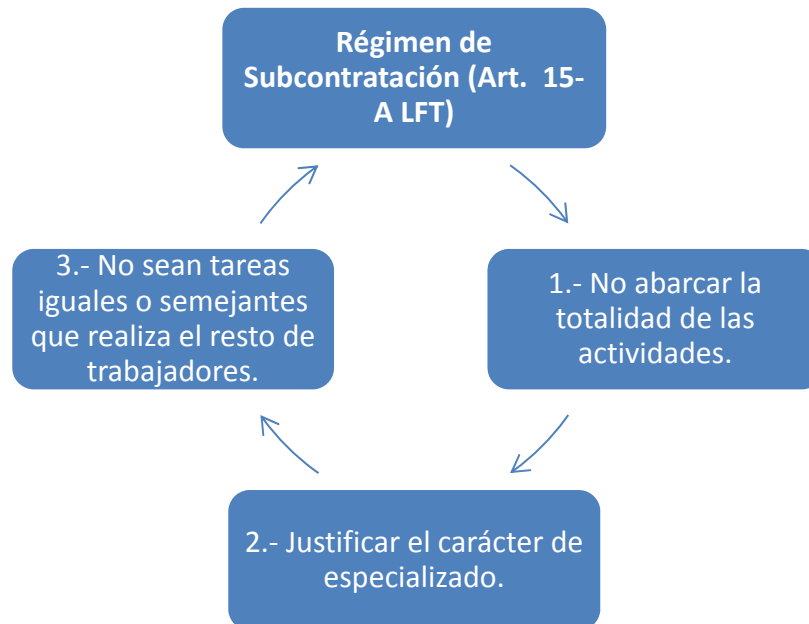 Régimen de
Subcontratación (Art.  15-
A LFT)
1.- No abarcar la
totalidad de las
actividades.
2.- Justificar el carácter de
especializado.
3.- No sean tareas
iguales o semejantes
que realiza el resto de
trabajadores.